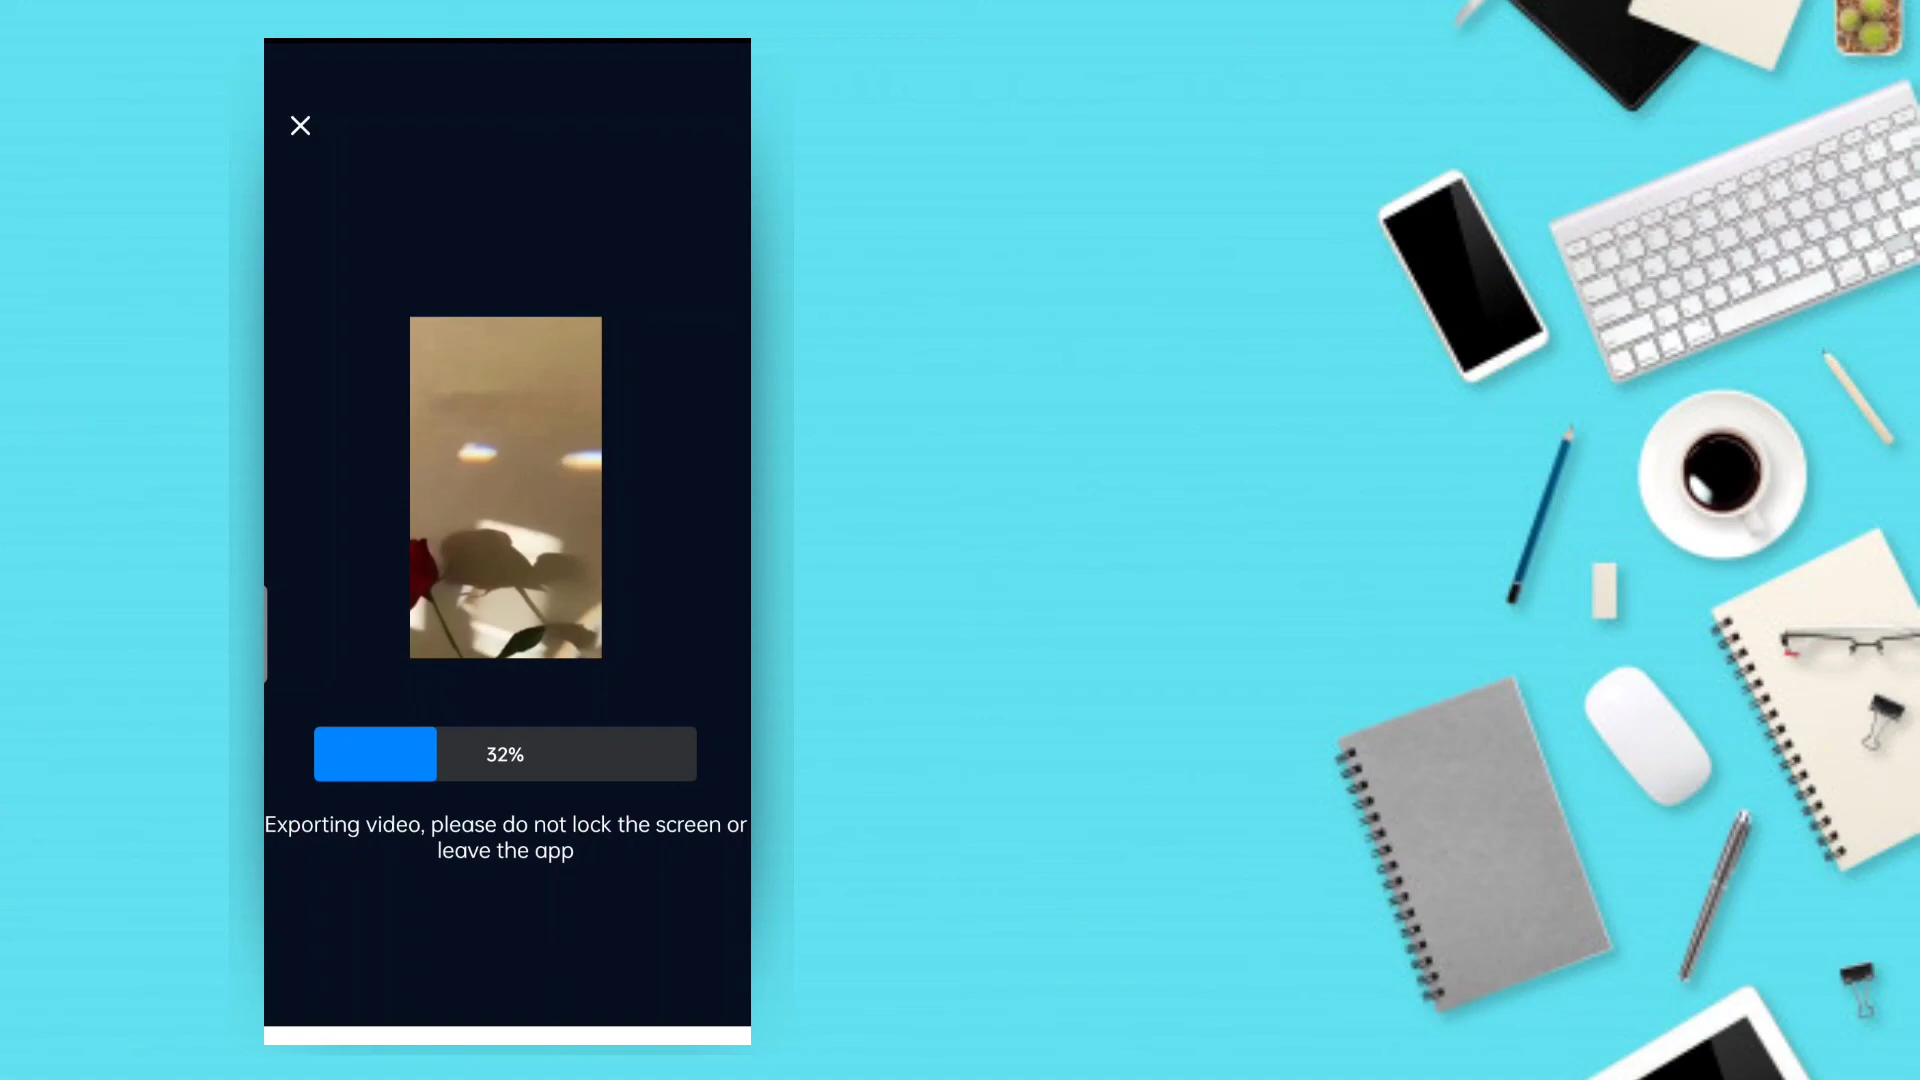 32%
Exporting video, please do not lock the screen or
leave the app